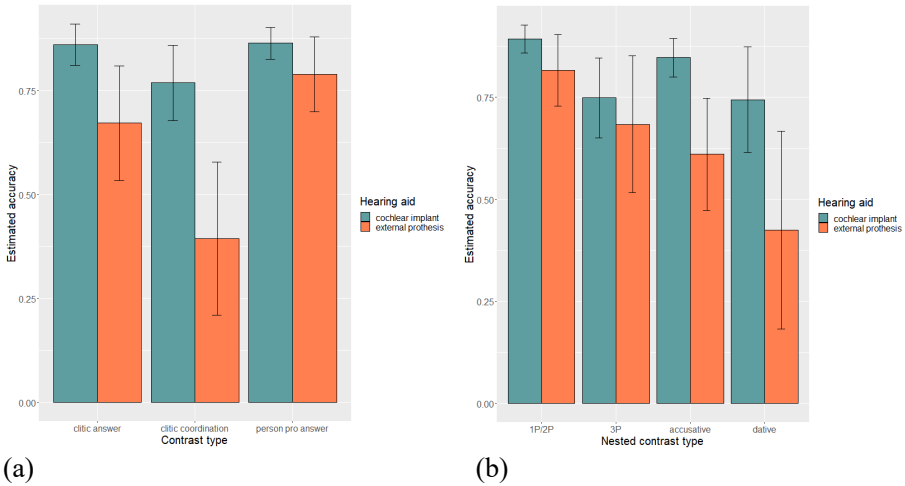 Estimated accuracy
0.75
0.50
0.25
0.00
clitic answer
clitic coordination
person pro answer
Contrast type
Hearing aid
cochlear implant
external prothesis
(a)
Estimated accuracy
0.75
0.50
0.25
0.00
1P/2P
3P
accusative
dative
Nested contrast type
Hearing aid
cochlear implant
external prothesis
(b)